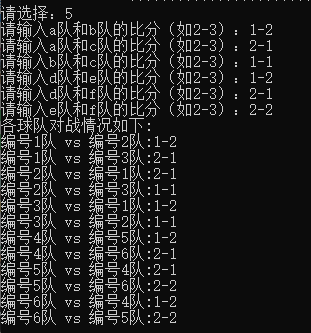 请选择：5
请输入a队和b队的比分（如2-3）：1-2
请输入a队和c队的比分（如2-3）：2-1
请输入b队和c队的比分（如2-3）：1-1
请输入d队和e队的比分（如2-3）：1-2
请输入d队和f队的比分（如2-3）：2-1
请输入e队和f队的比分（如2-3）：2-2
各球队对战情况如下:
编号1队 vs 编号2队:1-2
编号1队 vs 编号3队:2-1
编号2队 vs 编号1队:2-1
编号2队 vs 编号3队:1-1
编号3队 vs 编号1队:1-2
编号3队 vs 编号2队:1-1
编号4队 vs 编号5队:1-2
编号4队 vs 编号6队:2-1
编号5队 vs 编号4队:2-1
编号5队 vs 编号6队:2-2
编号6队 vs 编号4队:1-2
编号6队 vs 编号5队:2-2